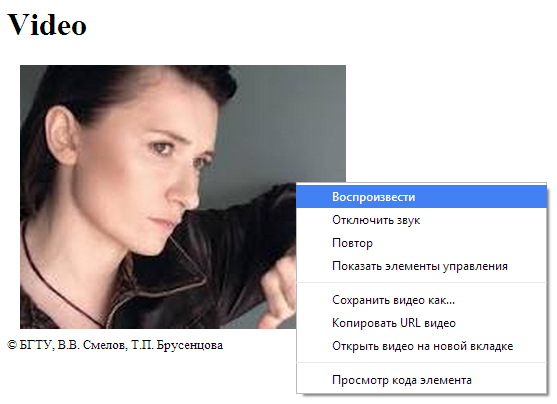 Video
Воспроизвести
Отключить звук
Повтор
Показать элементы управления
Сохранить видео как...
Копировать URL видео
Открыть видео на новой вкладке
Просмотр кода элемента
© БГТУ, В.В. Смелов, Т.П. Брусенцова